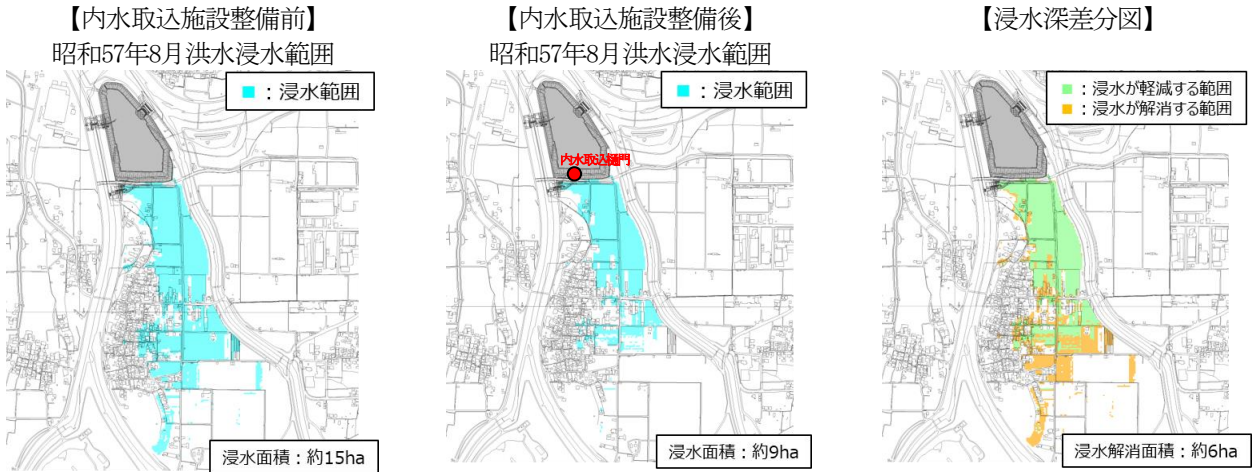 【内水取込施設整備前】
昭和57年8月洪水浸水範囲
■：浸水範囲
浸水面積：約15ha
【内水取込施設整備後】
昭和57年8月洪水浸水範囲
■：浸水範囲
内水取込樋門
浸水面積：約9ha
【浸水深差分図】
■：浸水が軽減する範囲
■：浸水が解消する範囲
浸水解消面積：約6ha